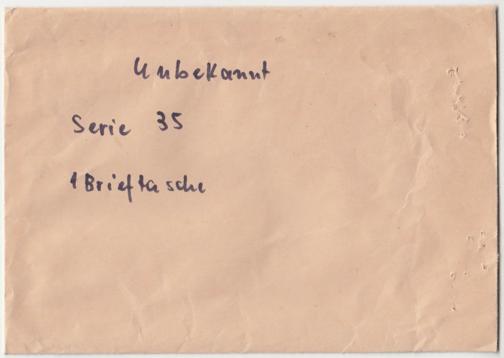 Unbekannt
Serie 35
1 Brieftasche